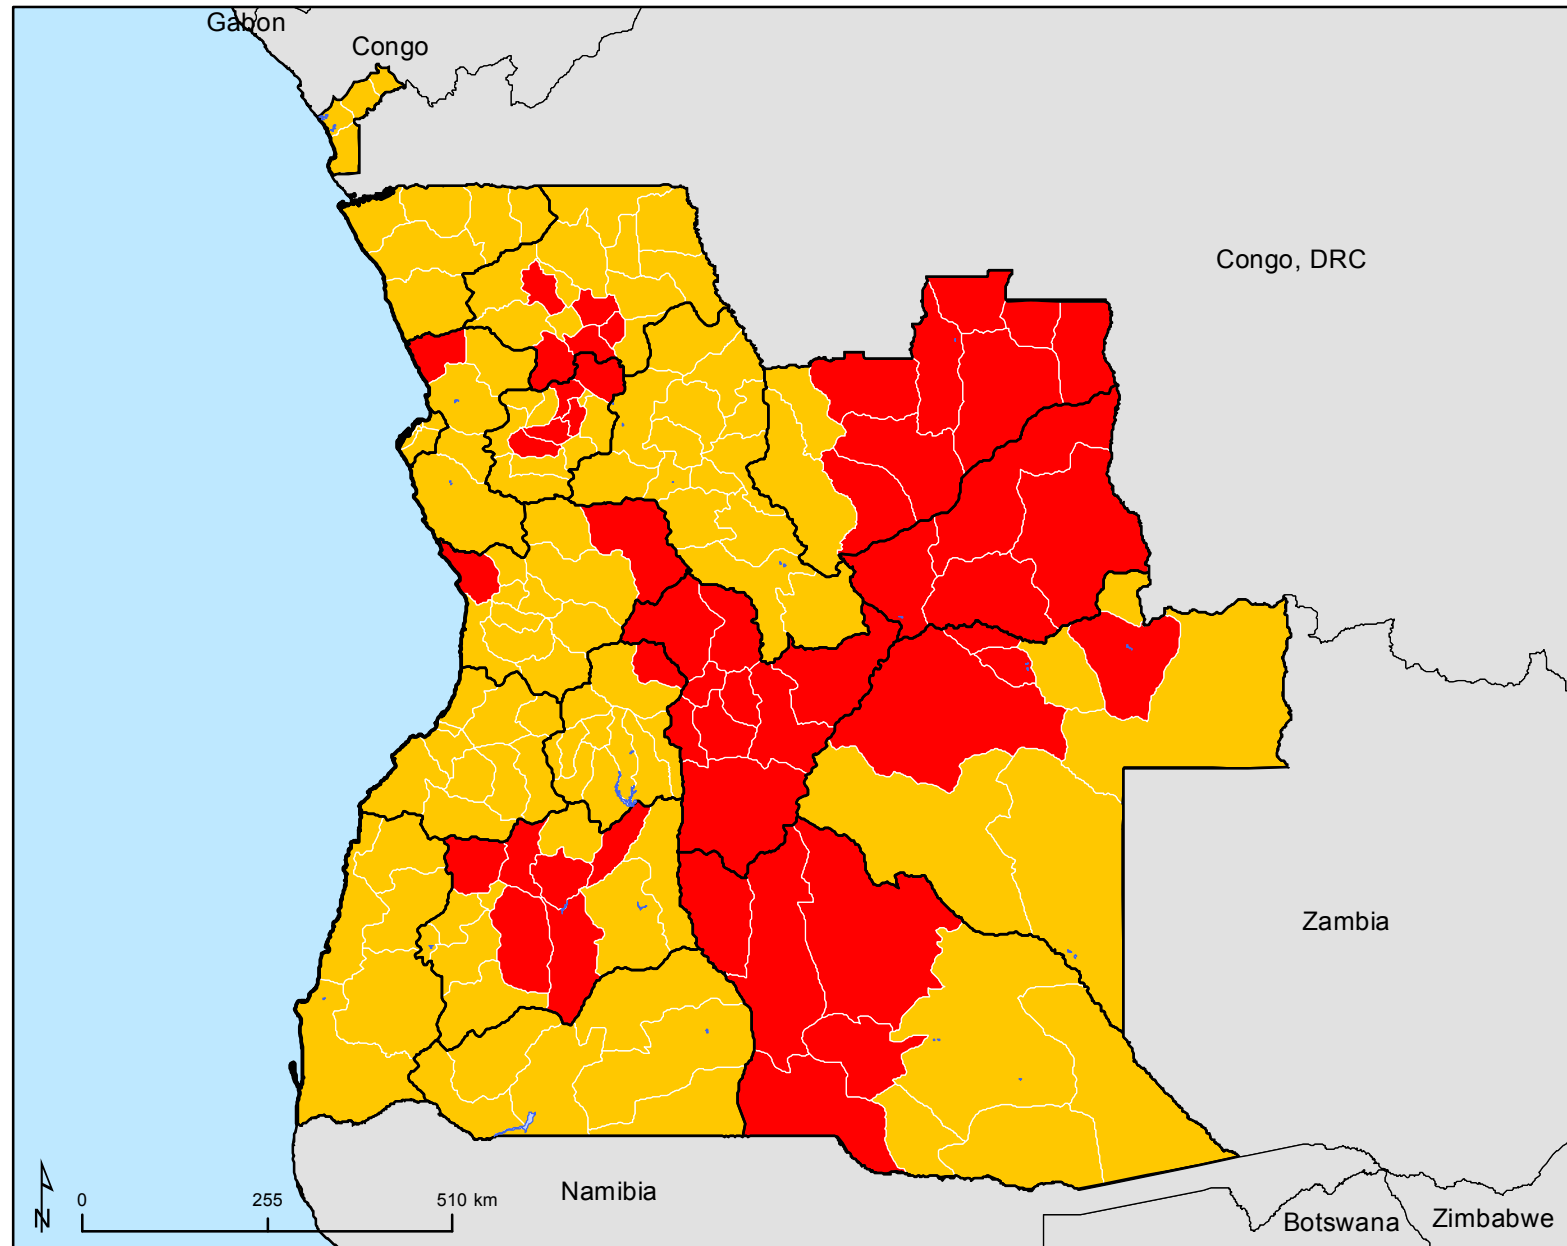 Gabon
Congo
Congo, DRC
Zambia
Namibia
Botswana
Zimbabwe
N
0 255 510 km